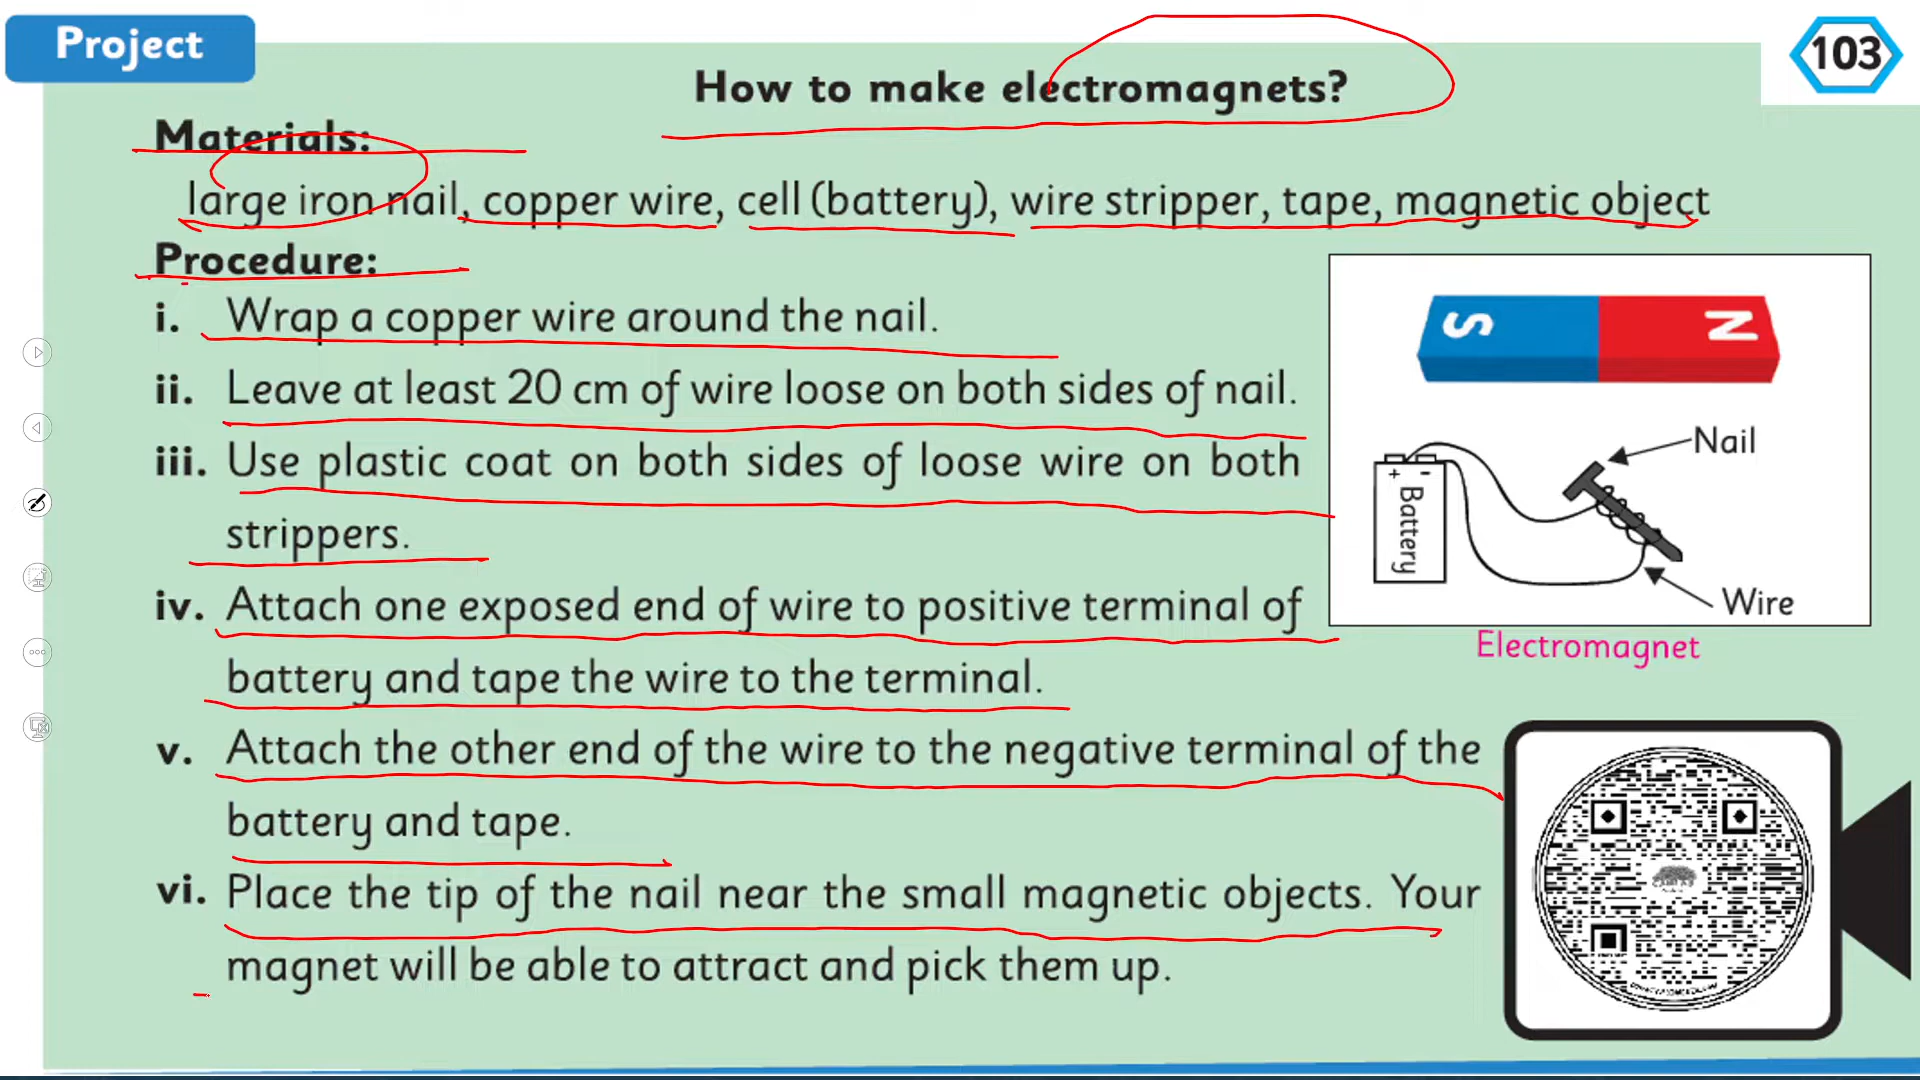 Project
103
How to make electromagnets?
Materials:
large iron nail, copper wire, cell (battery), wire stripper, tape, magnetic object
Procedure:
i. Wrap a copper wire around the nail.
ii. Leave at least 20 cm of wire loose on both sides of nail.
iii. Use plastic coat on both sides of loose wire on both
strippers.
iv. Attach one exposed end of wire to positive terminal of
battery and tape the wire to the terminal.
v. Attach the other end of the wire to the negative terminal of the
battery and tape.
vi. Place the tip of the nail near the small magnetic objects. Your
magnet will be able to attract and pick them up.
S N
Nail
+ -
Battery
Wire
Electromagnet